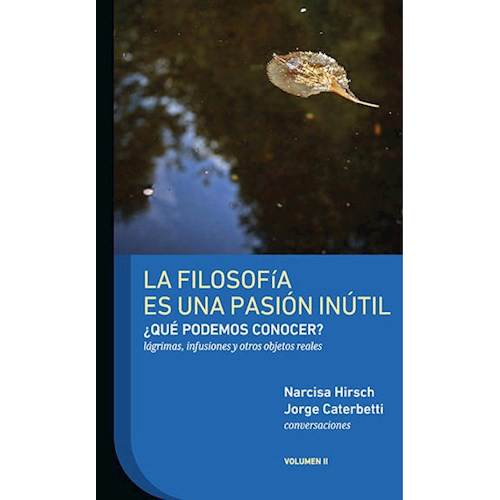 LA FILOSOFíA
ES UNA PASIÓN INÚTIL
¿QUÉ PODEMOS CONOCER?
lágrimas, infusiones y otros objetos reales
Narcisa Hirsch
Jorge Caterbetti
conversaciones
VOLUMEN II